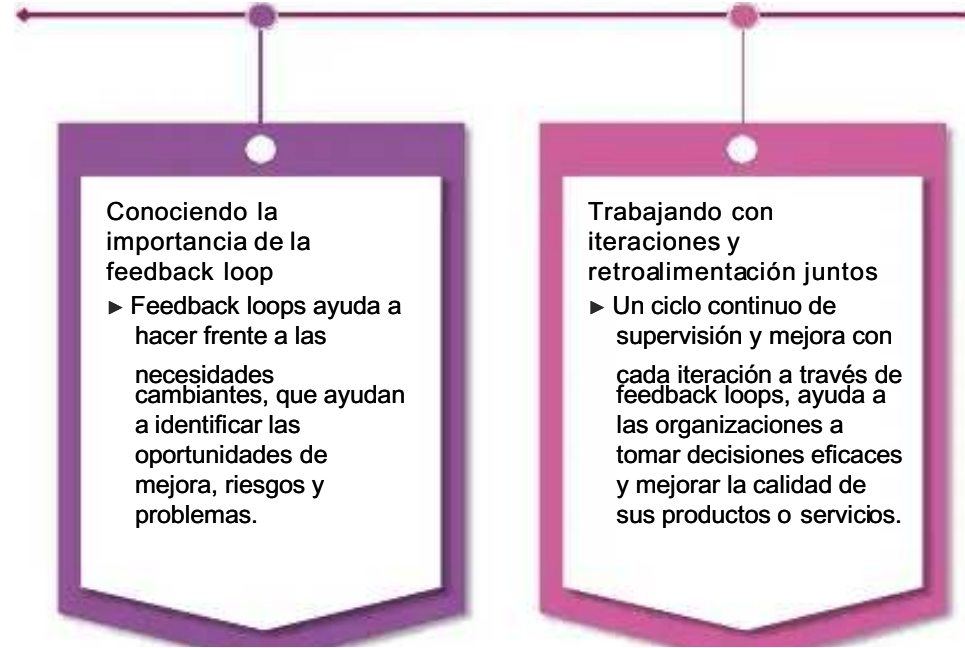 Conociendo la
importancia de la
feedback loop
► Feedback loops ayuda a
hacer frente a las
necesidades
cambiantes, que ayudan
a identificar las
oportunidades de
mejora, riesgos y
problemas.
Trabajando con
iteraciones y
retroalimentación juntos
► Un ciclo continuo de
supervisión y mejora con
cada iteración a través de
feedback loops, ayuda a
las organizaciones a
tomar decisiones eficaces
y mejorar la calidad de
sus productos o servicios.